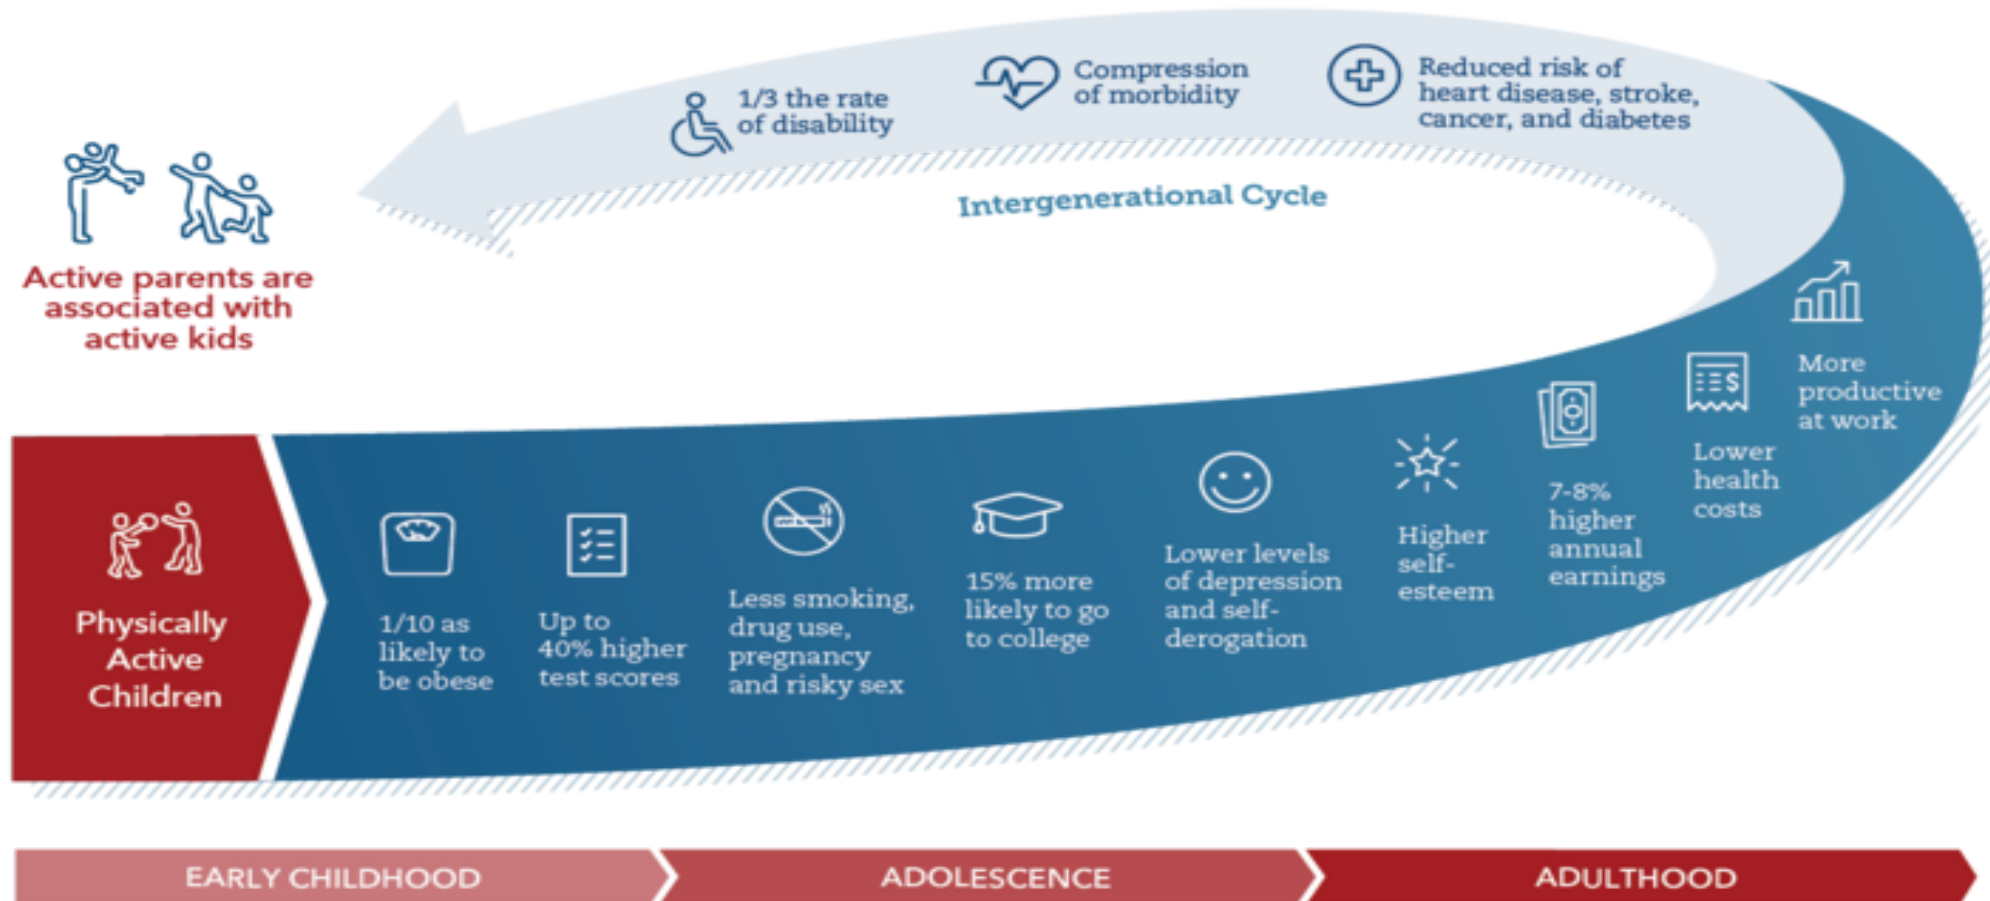 1/3 the rate
of disability
Compression
of morbidity
Reduced risk of
heart disease, stroke,
cancer, and diabetes
Intergenerational Cycle
Active parents are
associated with
active kids
Physically
Active
Children
1/10 as
likely to
be obese
Up to
40% higher
test scores
Less smoking,
drug use,
pregnancy
and risky sex
15% more
likely to go
to college
Lower levels
of depression
and self-
derogation
Higher
self-
esteem
7-8%
higher
annual
earnings
Lower
health
costs
More
productive
at work
EARLY CHILDHOOD
ADOLESCENCE
ADULTHOOD